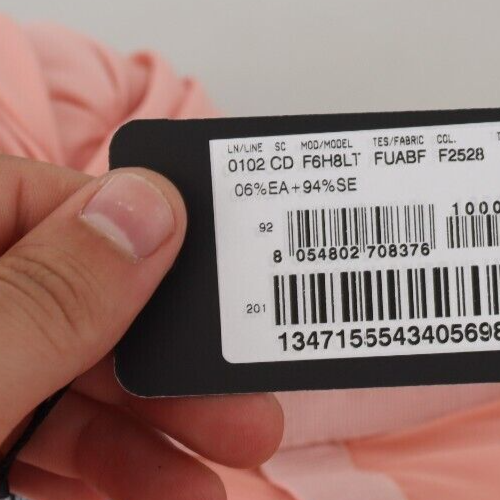 LN/LINE SC MOD/MODEL TES/FABRIC COL. T
0102 CD F6H8LT FUABF F2528
06%EA+94%SE
92
1000
8 054802 708376
201
1347155543405698